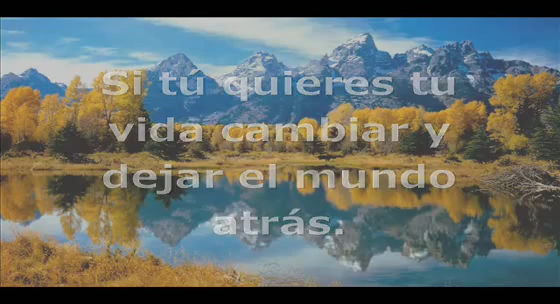 Si tu quieres tu
vida cambiar y
dejar el mundo
atrás.